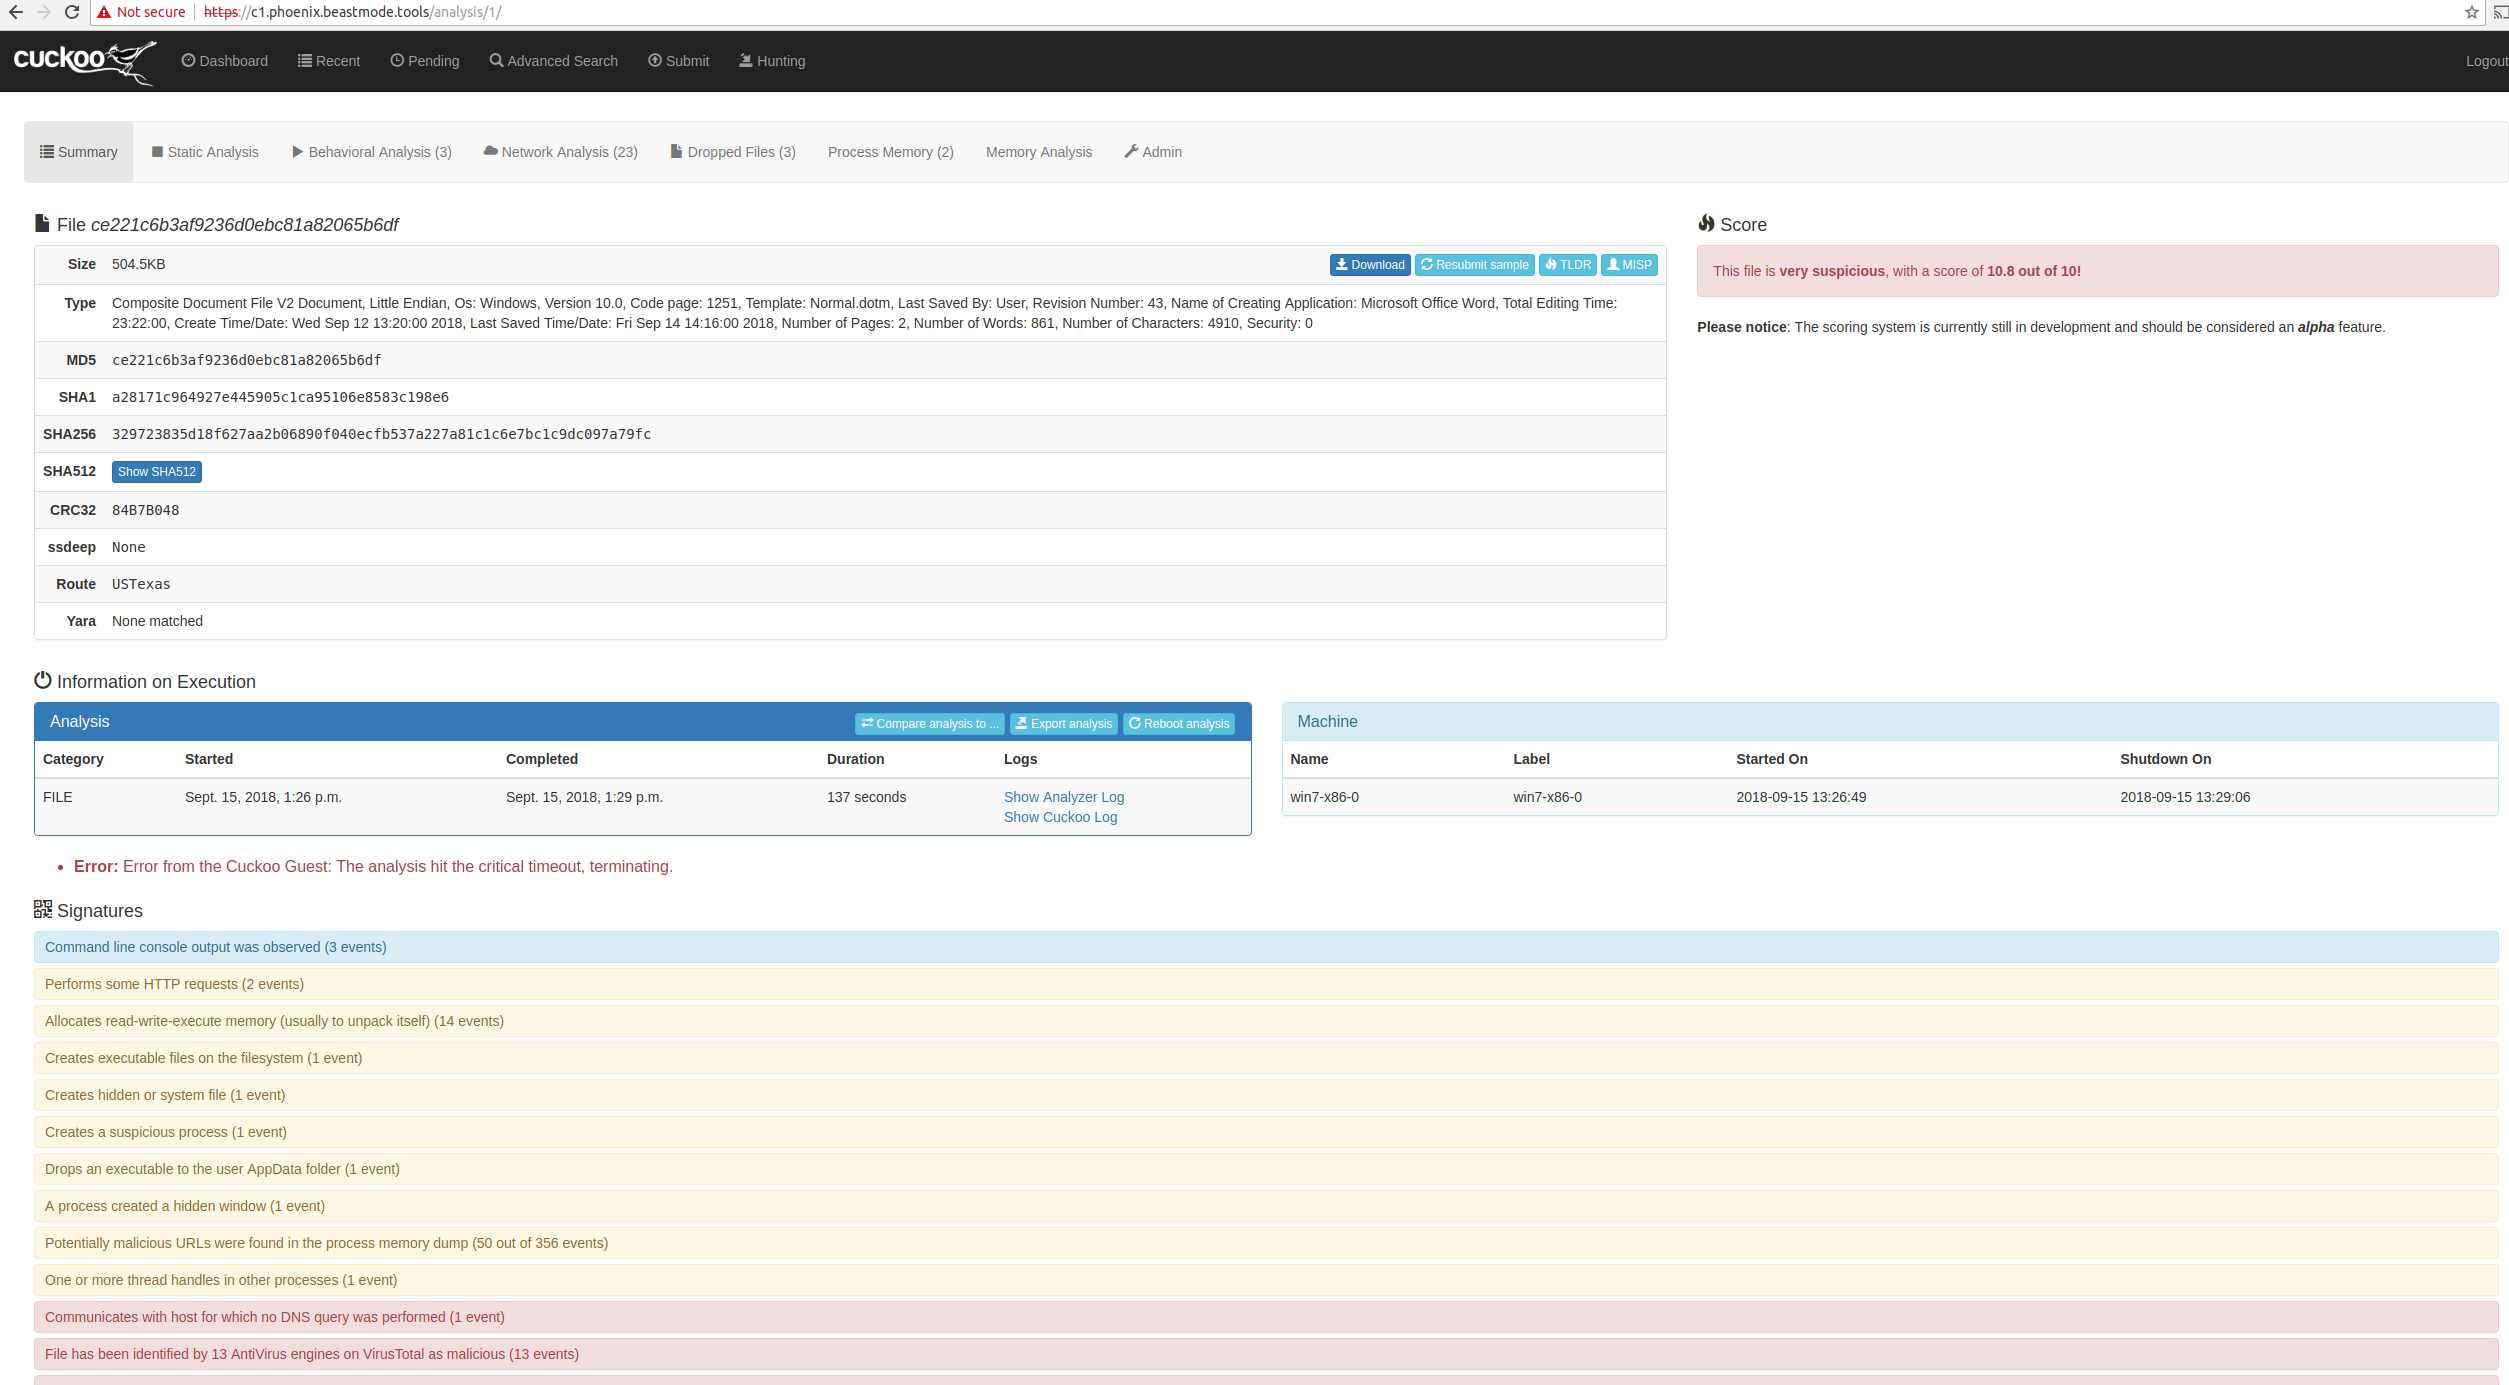 Not secure https://c1.phoenix.beastmode.tools/analysis/1/
cuckoo Dashboard Recent Pending Advanced Search Submit Hunting Logout
Summary Static Analysis Behavioral Analysis (3) Network Analysis (23) Dropped Files (3) Process Memory (2) Memory Analysis Admin
File ce221c6b3af9236d0ebc81a82065b6df
Size 504.5KB Download Resubmit sample TLDR MISP
Type Composite Document File V2 Document, Little Endian, Os: Windows, Version 10.0, Code page: 1251, Template: Normal.dotm, Last Saved By: User, Revision Number: 43, Name of Creating Application: Microsoft Office Word, Total Editing Time:
23:22:00, Create Time/Date: Wed Sep 12 13:20:00 2018, Last Saved Time/Date: Fri Sep 14 14:16:00 2018, Number of Pages: 2, Number of Words: 861, Number of Characters: 4910, Security: 0
MD5 ce221c6b3af9236d0ebc81a82065b6df
SHA1 a28171c964927e445905c1ca95106e8583c198e6
SHA256 329723835d18f627aa2b06890f040ecfb537a227a81c1c6e7bc1c9dc097a79fc
SHA512 Show SHA512
CRC32 84B7B048
ssdeep None
Route USTexas
Yara None matched
Score
This file is very suspicious, with a score of 10.8 out of 10!
Please notice: The scoring system is currently still in development and should be considered an alpha feature.
Information on Execution
Analysis Compare analysis to ... Export analysis Reboot analysis
Category Started Completed Duration Logs
FILE Sept. 15, 2018, 1:26 p.m. Sept. 15, 2018, 1:29 p.m. 137 seconds Show Analyzer Log
Show Cuckoo Log
Machine
Name Label Started On Shutdown On
win7-x86-0 win7-x86-0 2018-09-15 13:26:49 2018-09-15 13:29:06
Error: Error from the Cuckoo Guest: The analysis hit the critical timeout, terminating.
Signatures
Command line console output was observed (3 events)
Performs some HTTP requests (2 events)
Allocates read-write-execute memory (usually to unpack itself) (14 events)
Creates executable files on the filesystem (1 event)
Creates hidden or system file (1 event)
Creates a suspicious process (1 event)
Drops an executable to the user AppData folder (1 event)
A process created a hidden window (1 event)
Potentially malicious URLs were found in the process memory dump (50 out of 356 events)
One or more thread handles in other processes (1 event)
Communicates with host for which no DNS query was performed (1 event)
File has been identified by 13 AntiVirus engines on VirusTotal as malicious (13 events)